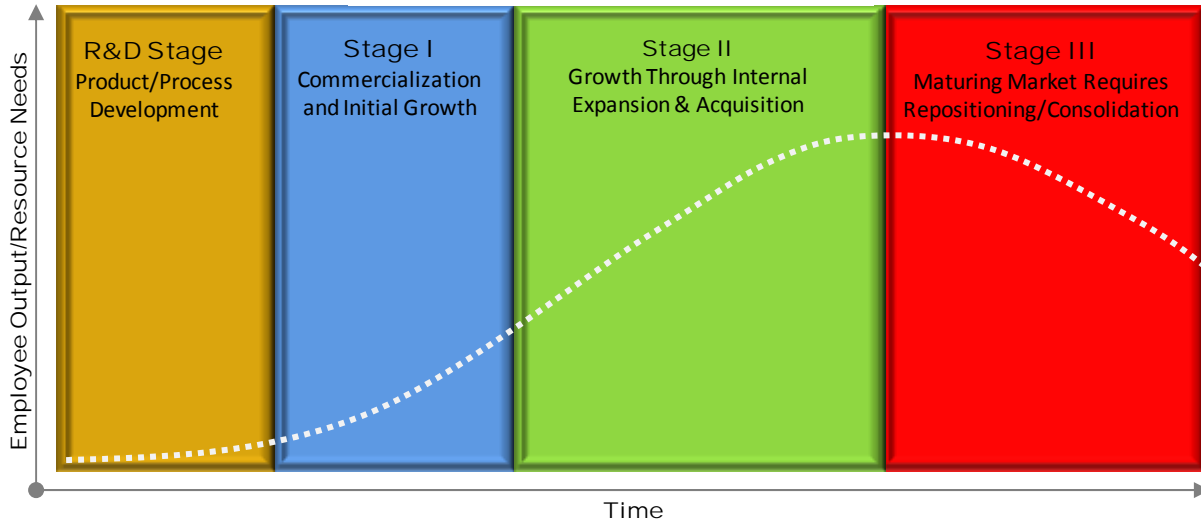 R&D Stage
Product/Process
Development
Stage I
Commercialization
and Initial Growth
Stage II
Growth Through Internal
Expansion & Acquisition
Stage III
Maturing Market Requires
Repositioning/Consolidation
Employee Output/Resource Needs
Time